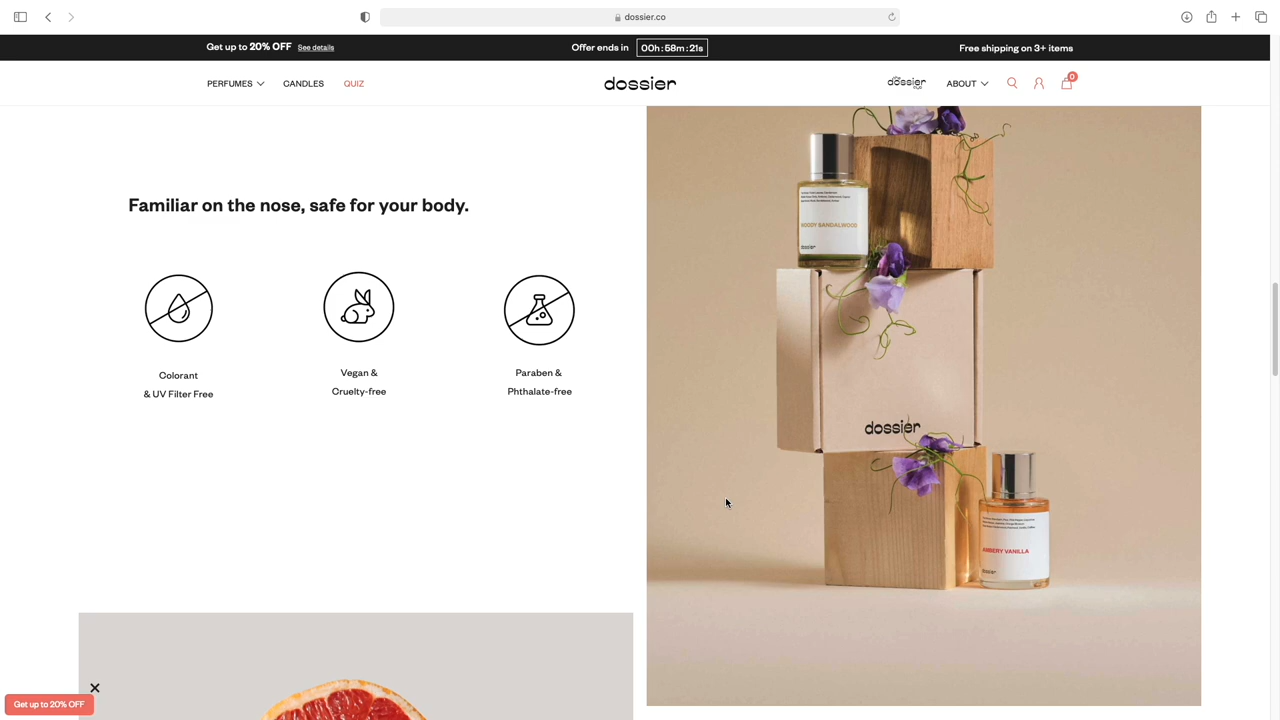 dossier.co
Get up to 20% OFF See details
Offer ends in 00h : 58m : 21s
Free shipping on 3+ items
PERFUMES
CANDLES
QUIZ
dossier
dossier
ABOUT
0
Familiar on the nose, safe for your body.
Colorant
& UV Filter Free
Vegan &
Cruelty-free
Paraben &
Phthalate-free
WOODY SANDALWOOD
dossier
AMBERY VANILLA
Get up to 20% OFF